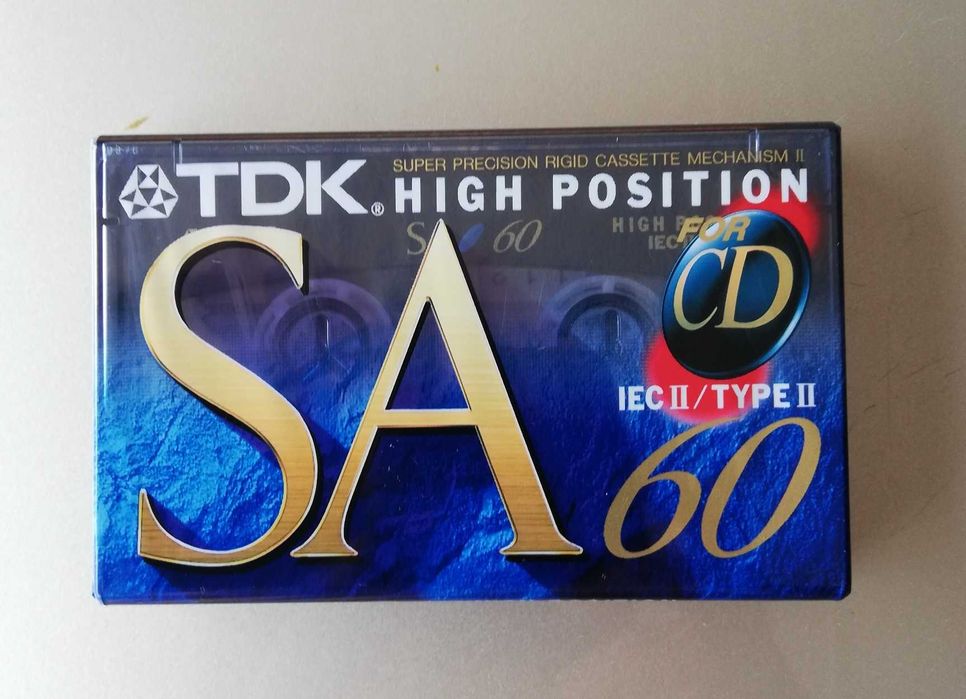 TDK®
SUPER PRECISION RIGID CASSETTE MECHANISM II
HIGH POSITION
SA 60
HIGH
IEC
FOR
CD
SA
IEC II/TYPE II
60